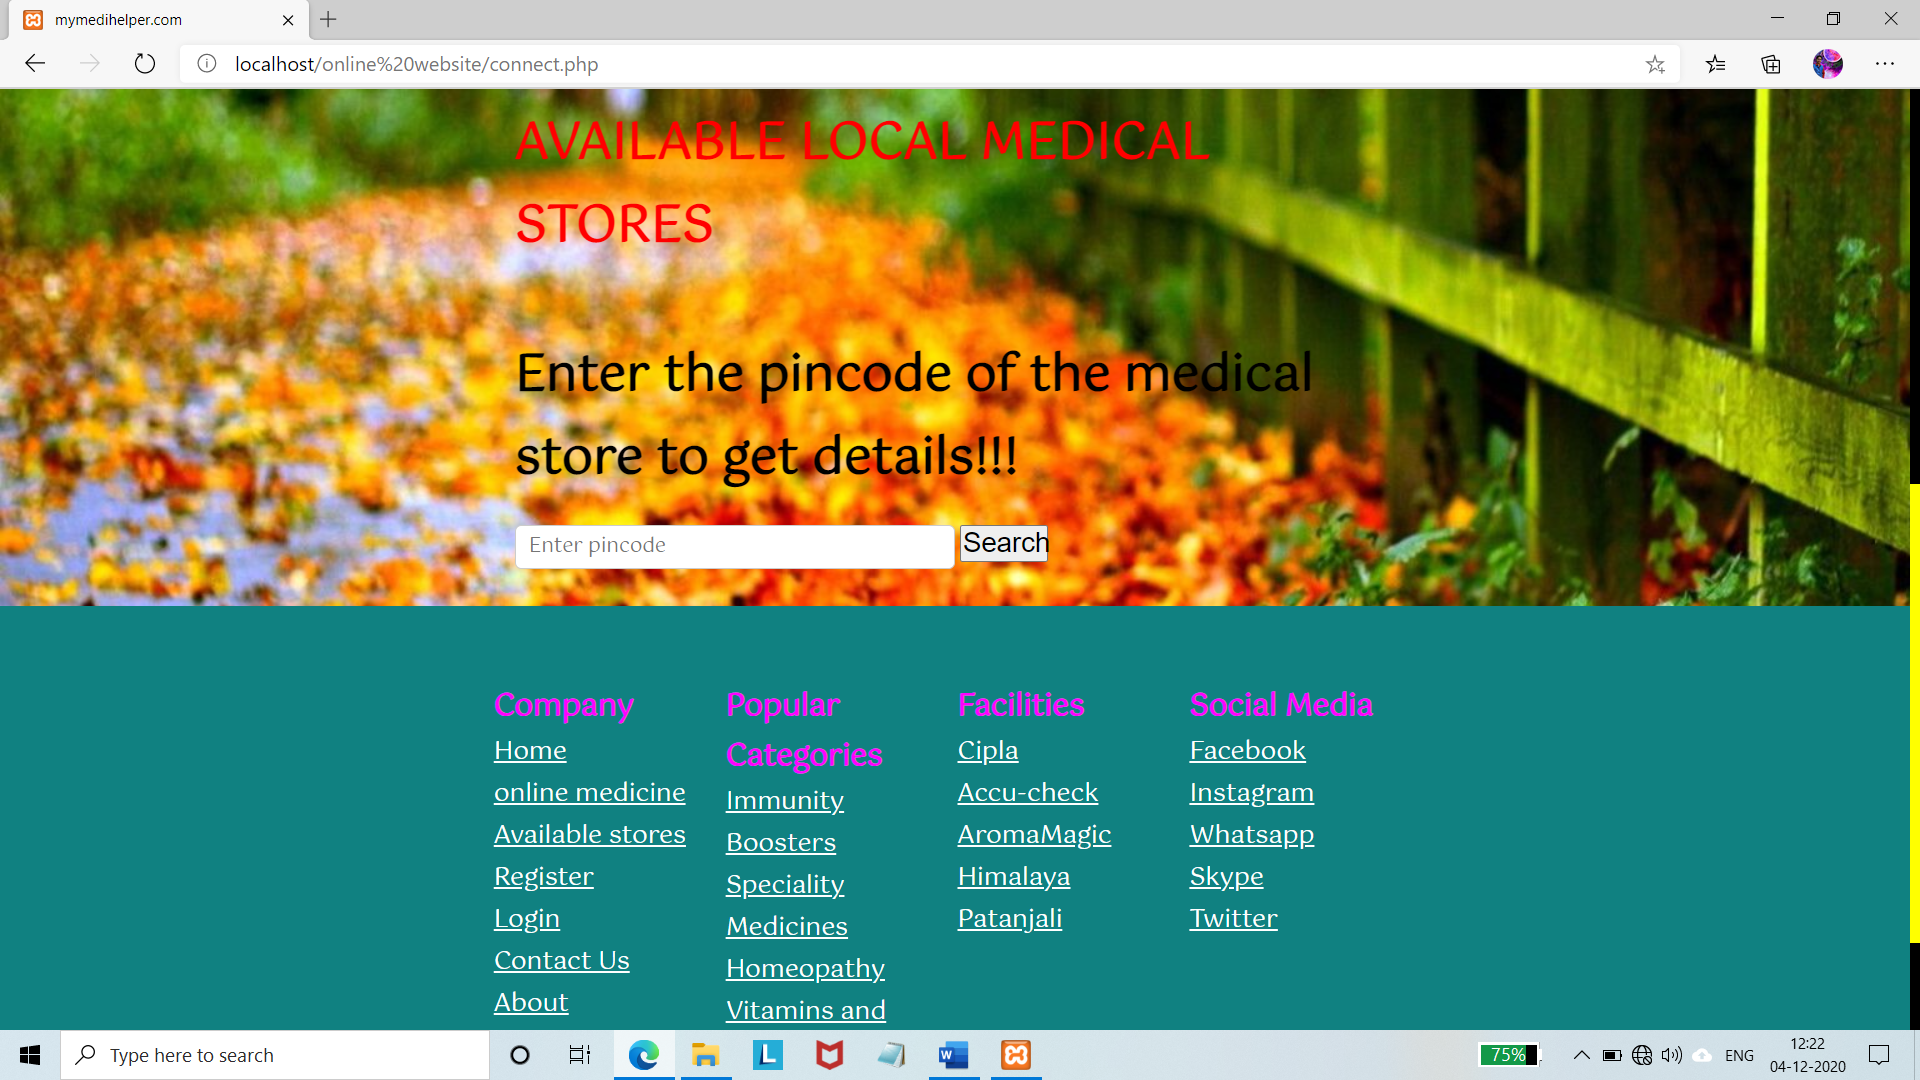 mymedihelper.com
localhost/online%20website/connect.php
AVAILABLE LOCAL MEDICAL
STORES
Enter the pincode of the medical
store to get details!!!
Enter pincode
Search
Company
Home
online medicine
Available stores
Register
Login
Contact Us
About
Popular
Categories
Immunity
Boosters
Speciality
Medicines
Homeopathy
Vitamins and
Facilities
Cipla
Accu-check
AromaMagic
Himalaya
Patanjali
Social Media
Facebook
Instagram
Whatsapp
Skype
Twitter
Type here to search
L
W
75%
ENG
12:22
04-12-2020